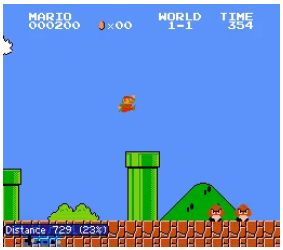 MARIO WORLD TIME
000200 ×00 1-1 354
Distance 729 (23%)